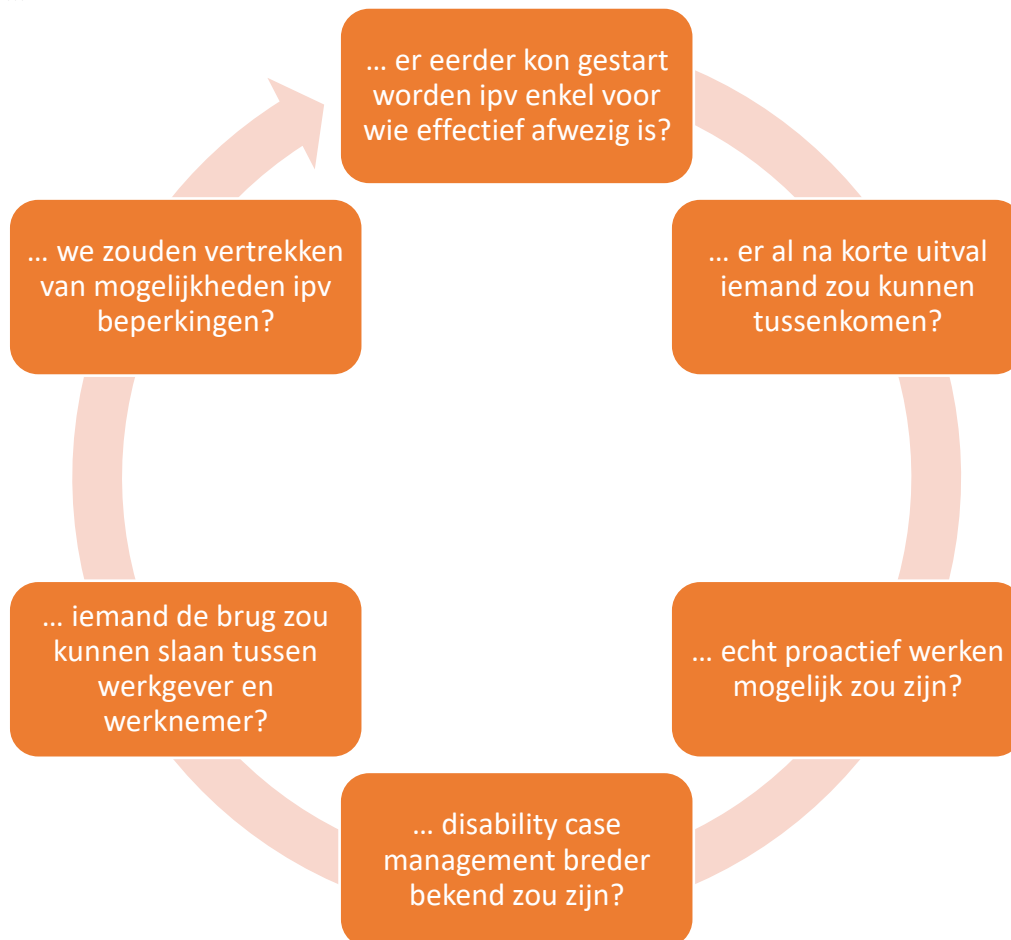 ... er eerder kon gestart
worden ipv enkel voor
wie effectief afwezig is?
... er al na korte uitval
iemand zou kunnen
tussenkomen?
... echt proactief werken
mogelijk zou zijn?
... disability case
management breder
bekend zou zijn?
... iemand de brug zou
kunnen slaan tussen
werkgever en
werknemer?
... we zouden vertrekken
van mogelijkheden ipv
beperkingen?